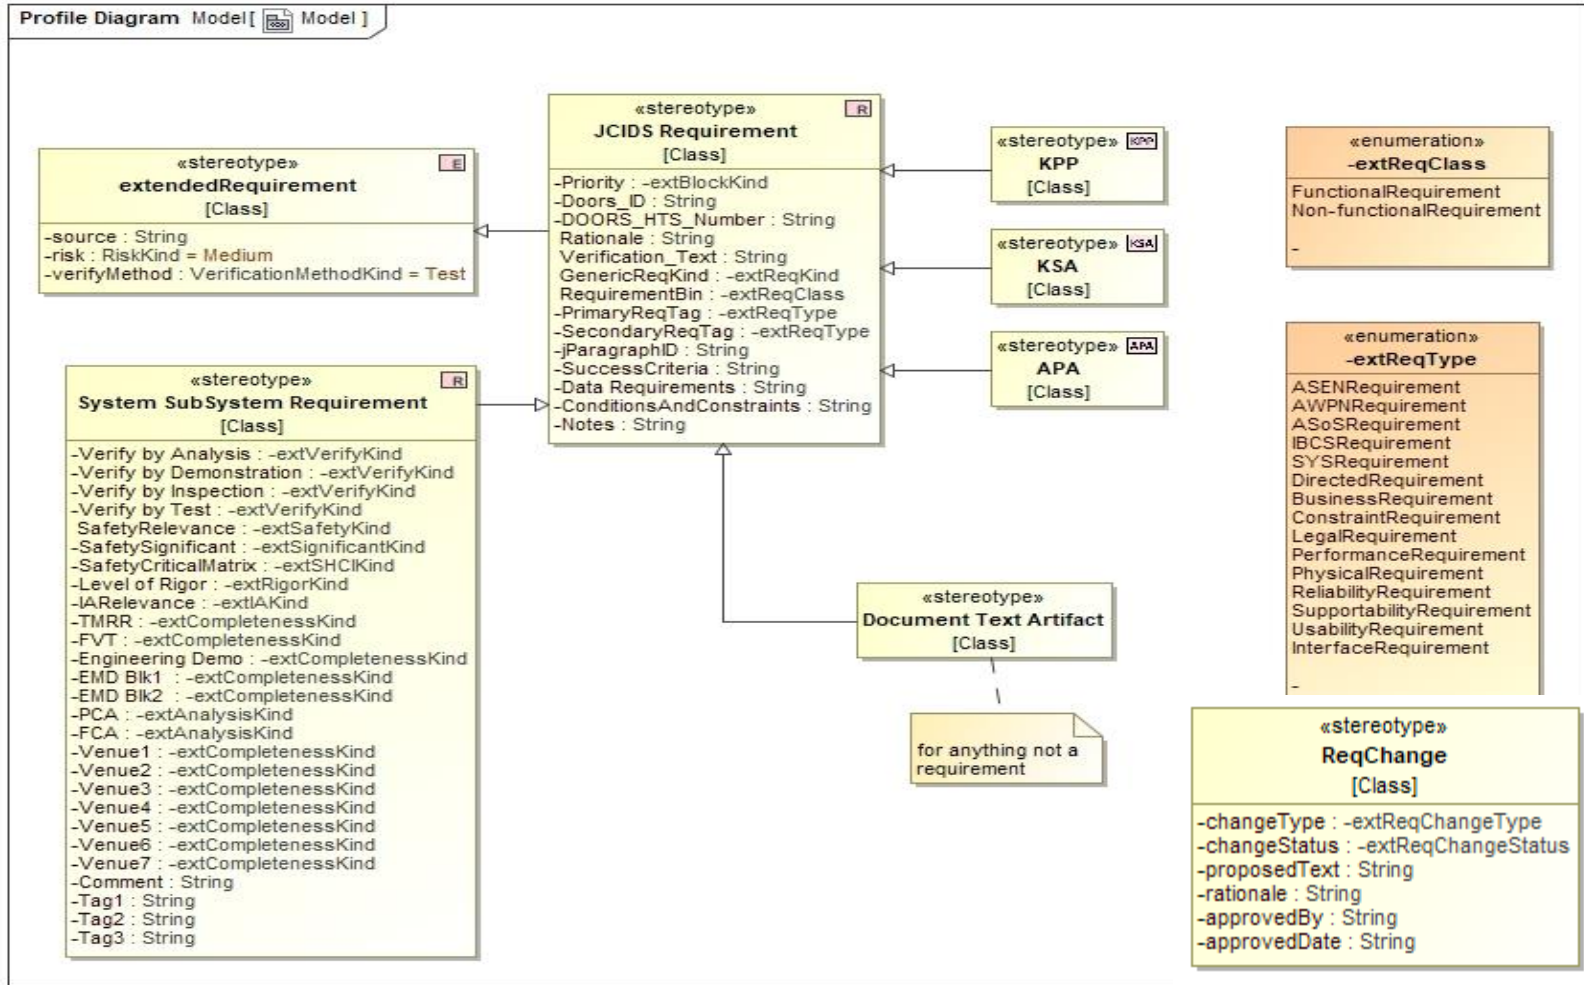 Profile Diagram Model[ Model ]
«stereotype»
extendedRequirement
[Class]
-source : String
-risk : RiskKind = Medium
-verifyMethod : VerificationMethodKind = Test
E
«stereotype»
JCIDS Requirement
[Class]
R
-Priority : -extBlockKind
-Doors_ID : String
-DOORS_HTS_Number : String
Rationale : String
Verification_Text : String
GenericReqKind : -extReqKind
RequirementBin : -extReqClass
-PrimaryReqTag : -extReqType
-SecondaryReqTag : -extReqType
-jParagraphID : String
-SuccessCriteria : String
-Data Requirements : String
-ConditionsAndConstraints : String
-Notes : String
«stereotype» KPP
KPP
[Class]
«stereotype» KSA
KSA
[Class]
«stereotype» APA
APA
[Class]
«enumeration»
-extReqClass
FunctionalRequirement
Non-functionalRequirement
-
«enumeration»
-extReqType
ASENRequirement
AWPNRequirement
ASoSRequirement
IBCSRequirement
SYSRequirement
DirectedRequirement
BusinessRequirement
ConstraintRequirement
LegalRequirement
PerformanceRequirement
PhysicalRequirement
ReliabilityRequirement
SupportabilityRequirement
UsabilityRequirement
InterfaceRequirement
-
«stereotype»
System SubSystem Requirement
[Class]
R
-Verify by Analysis : -extVerifyKind
-Verify by Demonstration : -extVerifyKind
-Verify by Inspection : -extVerifyKind
-Verify by Test : -extVerifyKind
SafetyRelevance : -extSafetyKind
-SafetySignificant : -extSignificantKind
-SafetyCriticalMatrix : -extSHCIKind
-Level of Rigor : -extRigorKind
-IARelevance : -extIAKind
-TMRR : -extCompletenessKind
-FVT : -extCompletenessKind
-Engineering Demo : -extCompletenessKind
-EMD Blk1 : -extCompletenessKind
-EMD Blk2 : -extCompletenessKind
-PCA : -extAnalysisKind
-FCA : -extAnalysisKind
-Venue1 : -extCompletenessKind
-Venue2 : -extCompletenessKind
-Venue3 : -extCompletenessKind
-Venue4 : -extCompletenessKind
-Venue5 : -extCompletenessKind
-Venue6 : -extCompletenessKind
-Venue7 : -extCompletenessKind
-Comment : String
-Tag1 : String
-Tag2 : String
-Tag3 : String
«stereotype»
Document Text Artifact
[Class]
for anything not a
requirement
«stereotype»
ReqChange
[Class]
-changeType : -extReqChangeType
-changeStatus : -extReqChangeStatus
-proposedText : String
-rationale : String
-approvedBy : String
-approvedDate : String